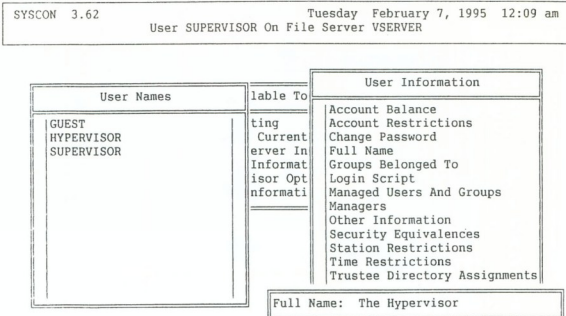 SYSCON 3.62 Tuesday February 7, 1995 12:09 am
User SUPERVISOR On File Server VSERVER
User Names
GUEST
HYPERVISOR
SUPERVISOR
lable To
ting
Current
erver In
Informat
isor Opt
nformati
User Information
Account Balance
Account Restrictions
Change Password
Full Name
Groups Belonged To
Login Script
Managed Users And Groups
Managers
Other Information
Security Equivalences
Station Restrictions
Time Restrictions
Trustee Directory Assignments
Full Name: The Hypervisor